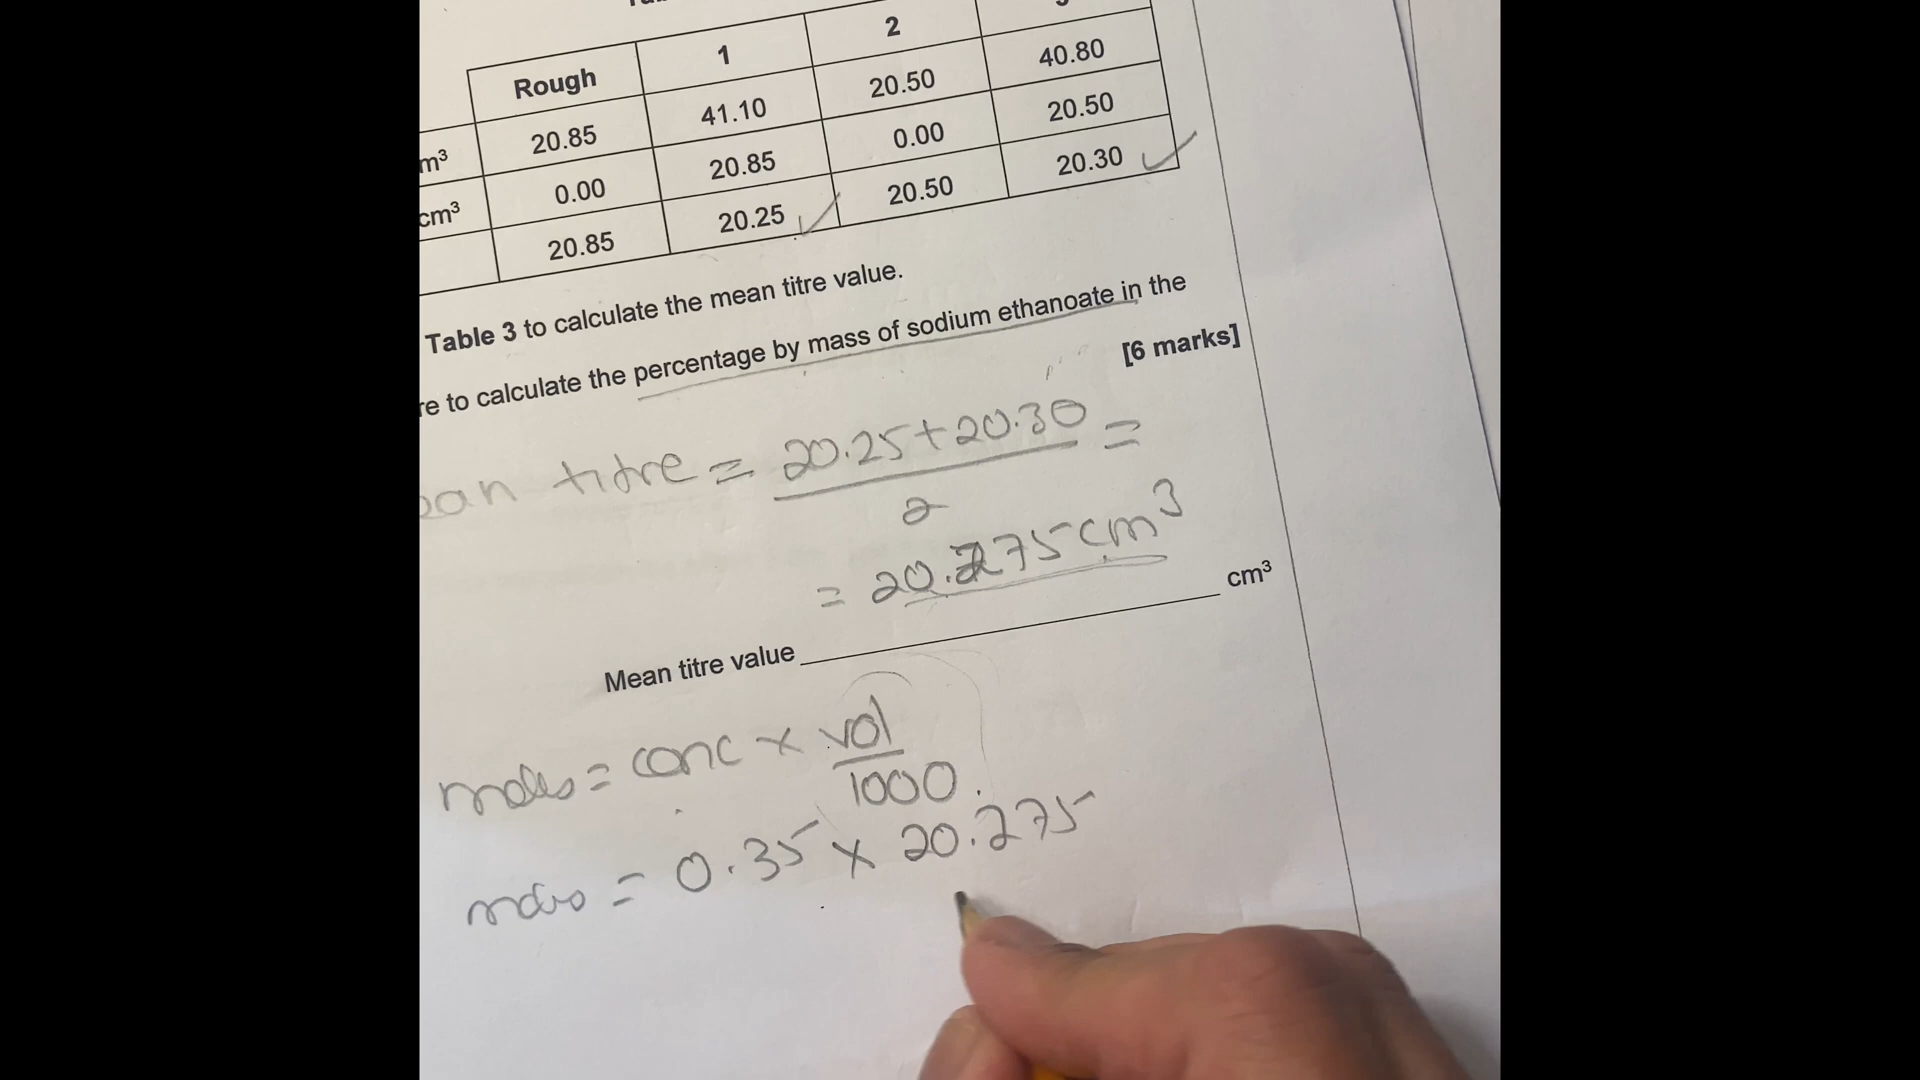 Rough 1 2
20.85 41.10 20.50 40.80
m³ 0.00 20.85 0.00 20.50
cm³ 20.85 20.25 20.50 20.30
Table 3 to calculate the mean titre value.
re to calculate the percentage by mass of sodium ethanoate in the
[6 marks]
ean titre = 20.25+20.30 =
2
= 20.275cm³
Mean titre value cm³
moles = conc x vol
1000
moles = 0.35 x 20.275